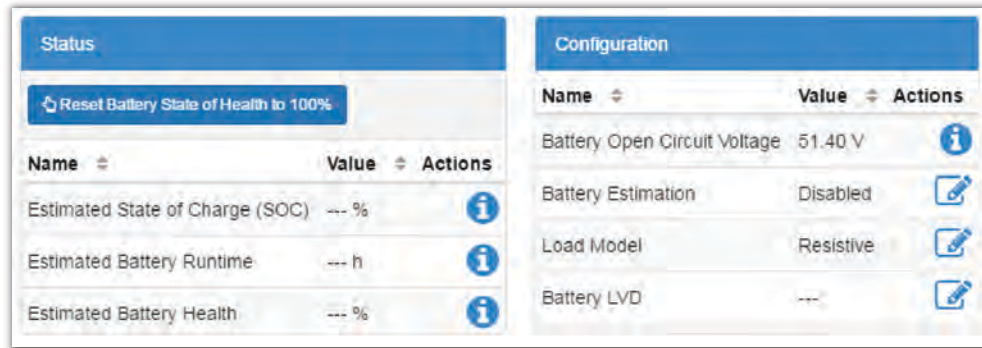 Status
Reset Battery State of Health to 100%
Name Value Actions
Estimated State of Charge (SOC) --- %
Estimated Battery Runtime --- h
Estimated Battery Health --- %
Configuration
Name Value Actions
Battery Open Circuit Voltage 51.40 V
Battery Estimation Disabled
Load Model Resistive
Battery LVD ---